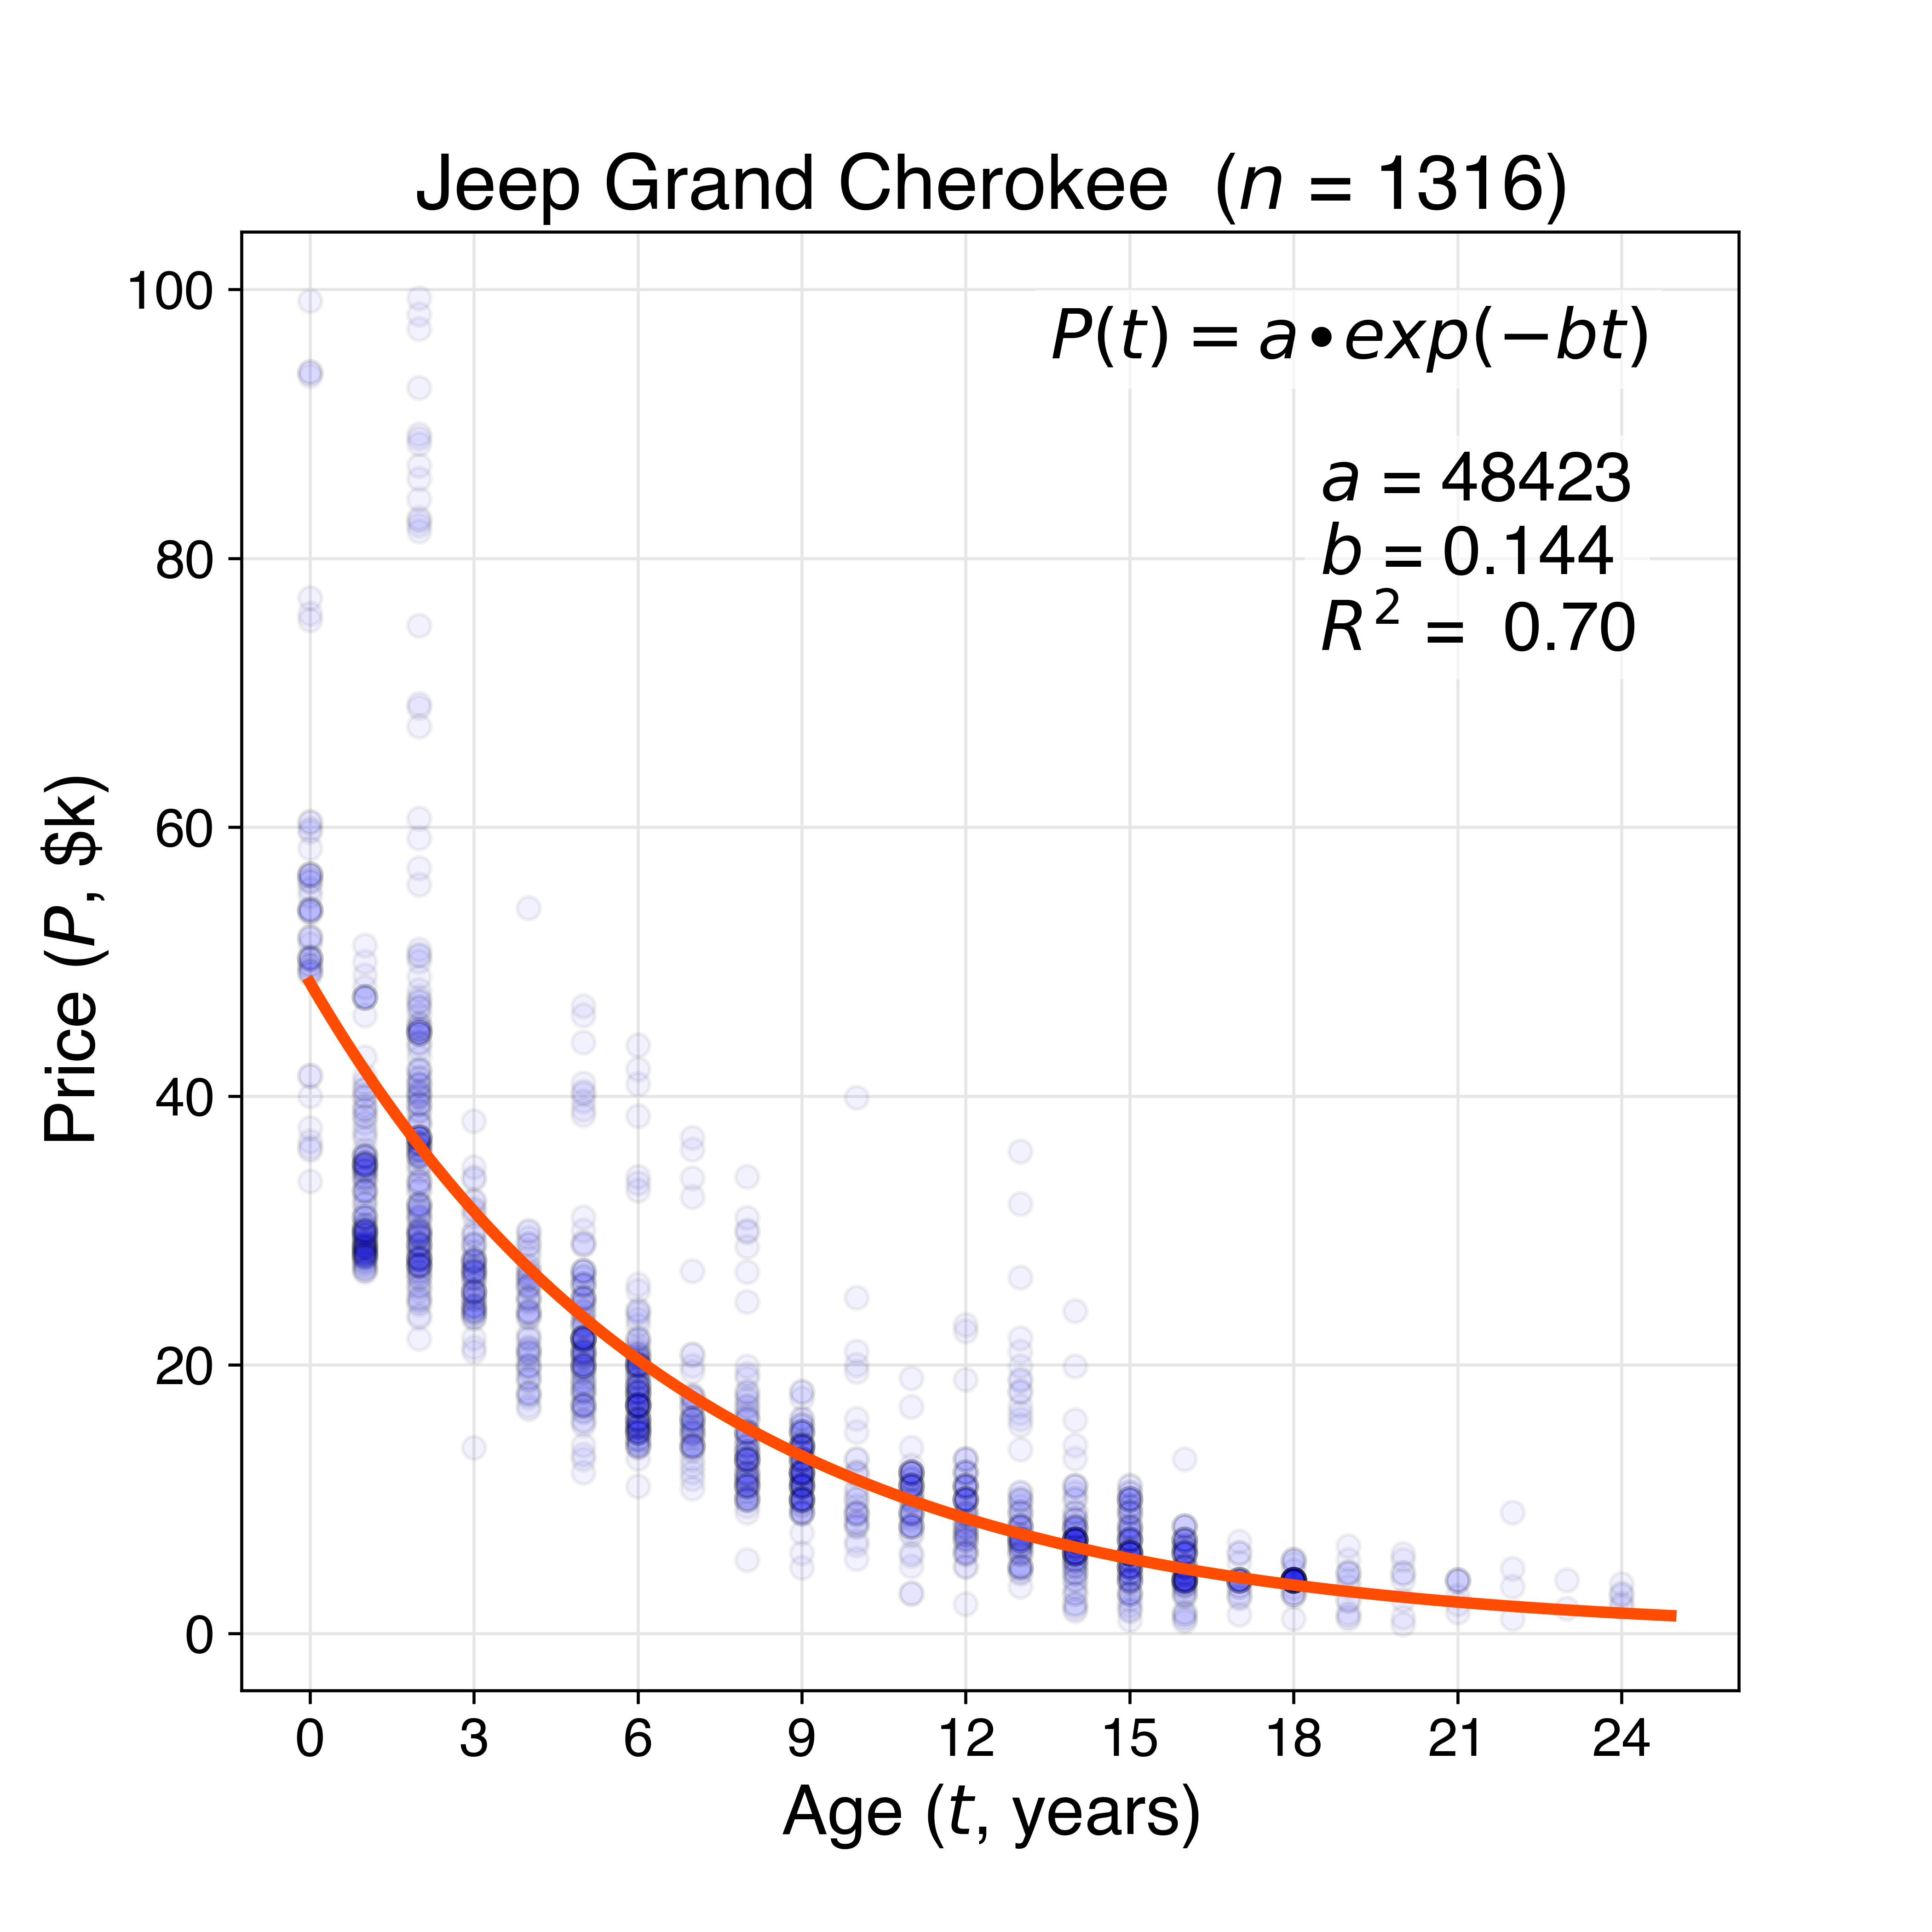 Jeep Grand Cherokee (n = 1316)
P(t) = a•exp(−bt)
a = 48423
b = 0.144
R² = 0.70
Price (P, $k)
100
80
60
40
20
0
0 3 6 9 12 15 18 21 24
Age (t, years)